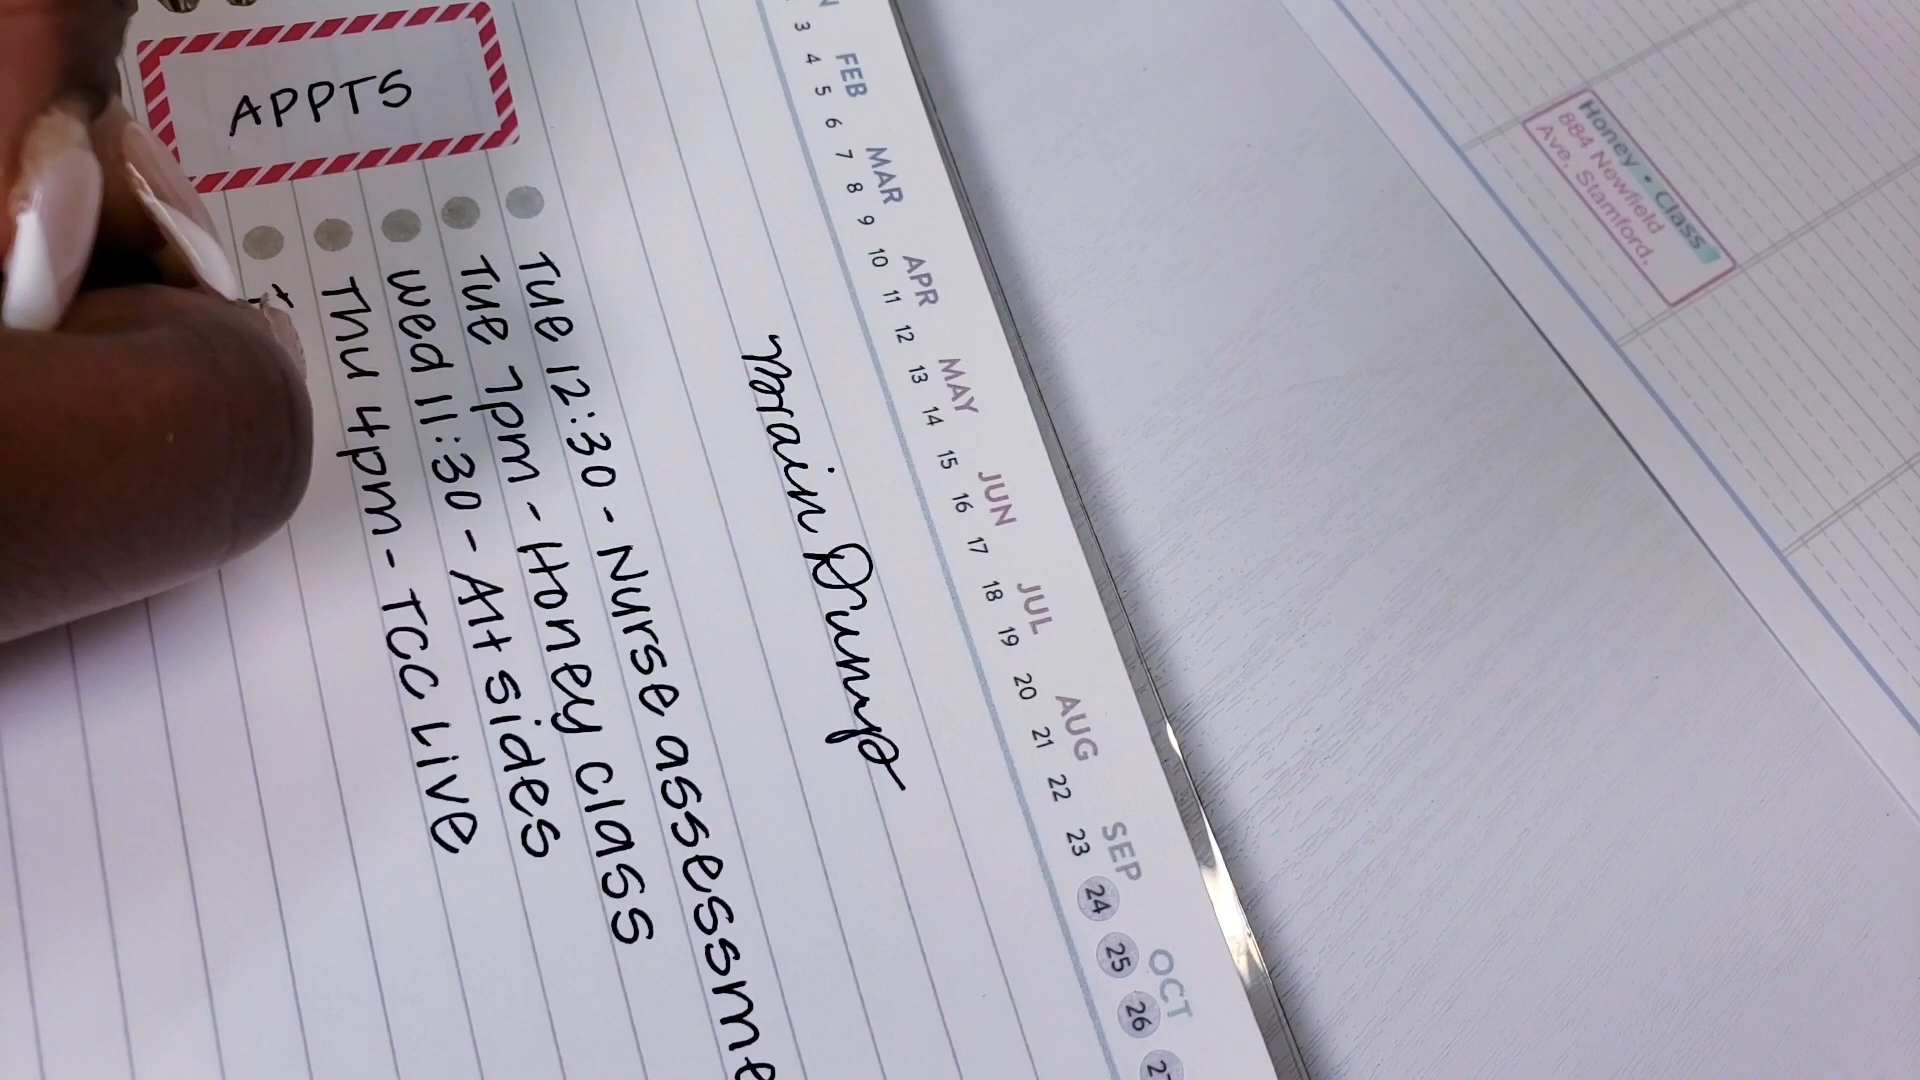 N FEB MAR APR MAY JUN JUL AUG SEP OCT
3 4 5 6 7 8 9 10 11 12 13 14 15 16 17 18 19 20 21 22 23 24 25 26
Brain Dump
APPTS
Tue 12:30 - Nurse assessme
Tue 7pm - Honey class
Wed 11:30 - Alt sides
Thu 4pm - TCC LIVE
Honey • Class
884 Newfield
Ave, Stamford,